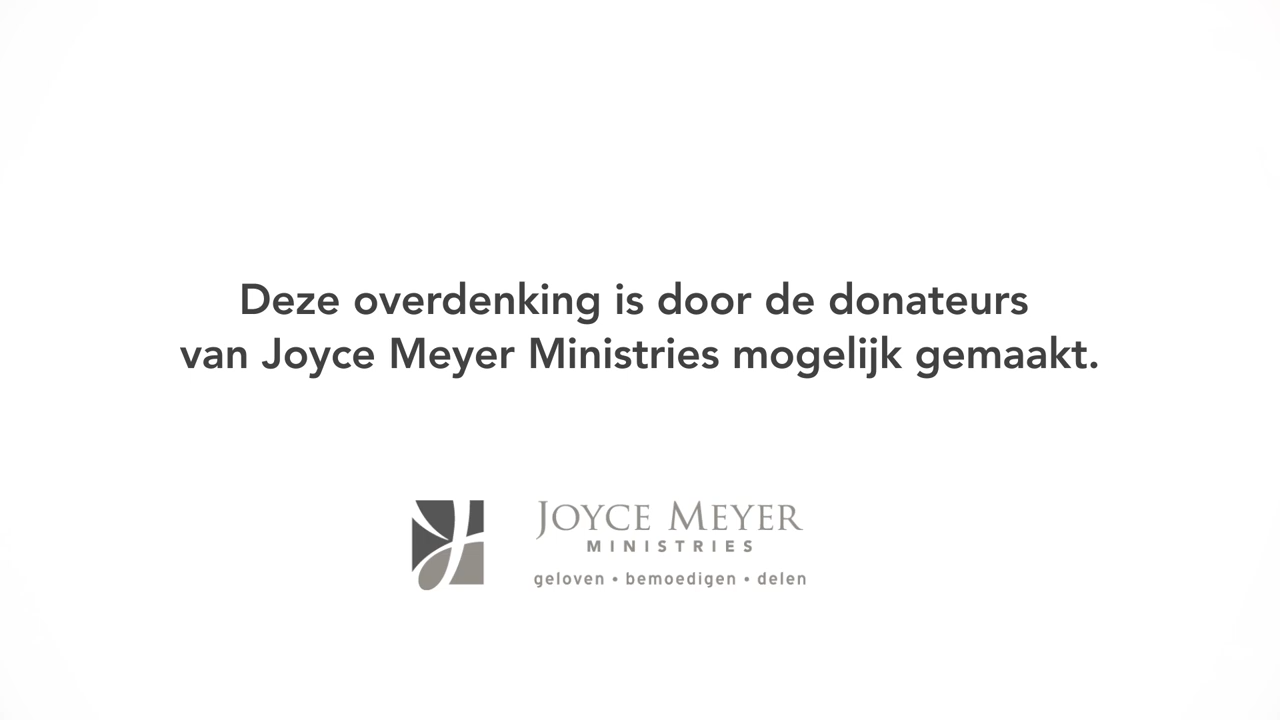 Deze overdenking is door de donateurs
van Joyce Meyer Ministries mogelijk gemaakt.
JOYCE MEYER
MINISTRIES
geloven • bemoedigen • delen